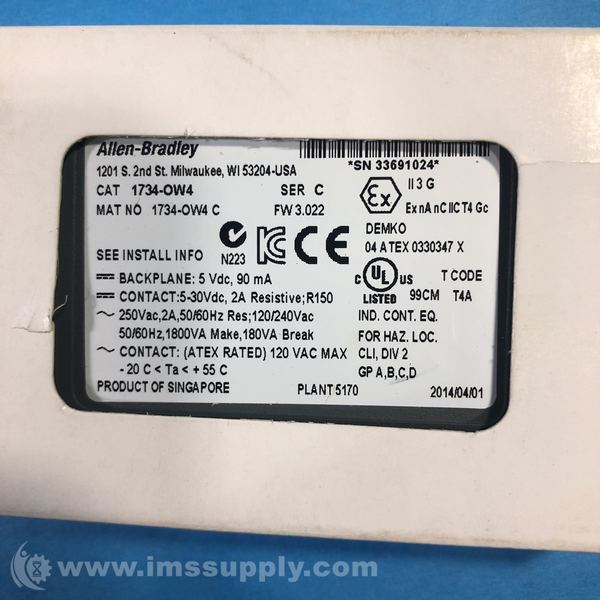 Allen-Bradley
*SN 33691024*
1201 S. 2nd St. Milwaukee, WI 53204-USA
CAT 1734-OW4 SER C
MAT NO 1734-OW4 C FW 3.022
Ex
II 3 G
Ex nA nC IIC T4 Gc
DEMKO
04 ATEX 0330347 X
SEE INSTALL INFO
N223
KC
CE
BACKPLANE: 5 Vdc, 90 mA
CONTACT:5-30Vdc, 2A Resistive;R150
~ 250Vac,2A,50/60Hz Res;120/240Vac
50/60Hz,1800VA Make,180VA Break
~ CONTACT: (ATEX RATED) 120 VAC MAX
- 20 C < Ta < + 55 C
c UL us
LISTED 99CM
T CODE
T4A
IND. CONT. EQ.
FOR HAZ. LOC.
CLI, DIV 2
GP A,B,C,D
PRODUCT OF SINGAPORE PLANT 5170 2014/04/01
www.imssupply.com